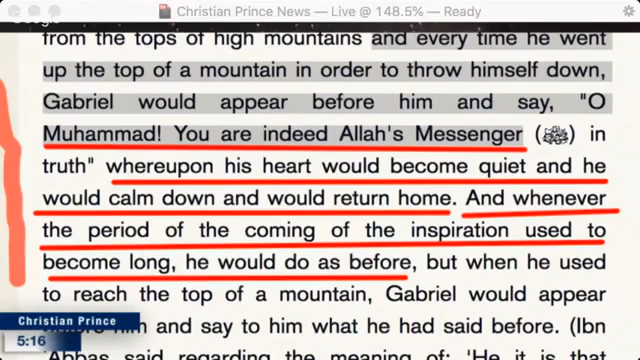 Christian Prince News — Live @ 148.5% — Ready
from the tops of high mountains and every time he went
up the top of a mountain in order to throw himself down,
Gabriel would appear before him and say, "O
Muhammad! You are indeed Allah's Messenger (ﷺ) in
truth" whereupon his heart would become quiet and he
would calm down and would return home. And whenever
the period of the coming of the inspiration used to
become long, he would do as before, but when he used
to reach the top of a mountain, Gabriel would appear
him and say to him what he had said before. (Ibn
'Abbas said regarding the meaning of: 'He it is that
Christian Prince
5:16